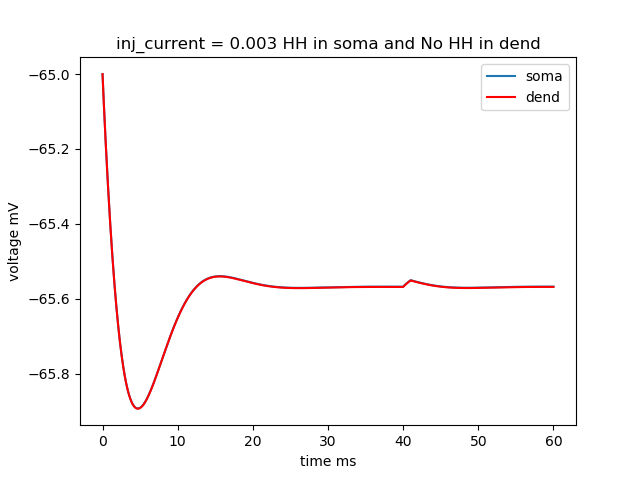 inj_current = 0.003 HH in soma and No HH in dend
soma
dend
voltage mV
−65.0
−65.2
−65.4
−65.6
−65.8
0
10
20
30
40
50
60
time ms